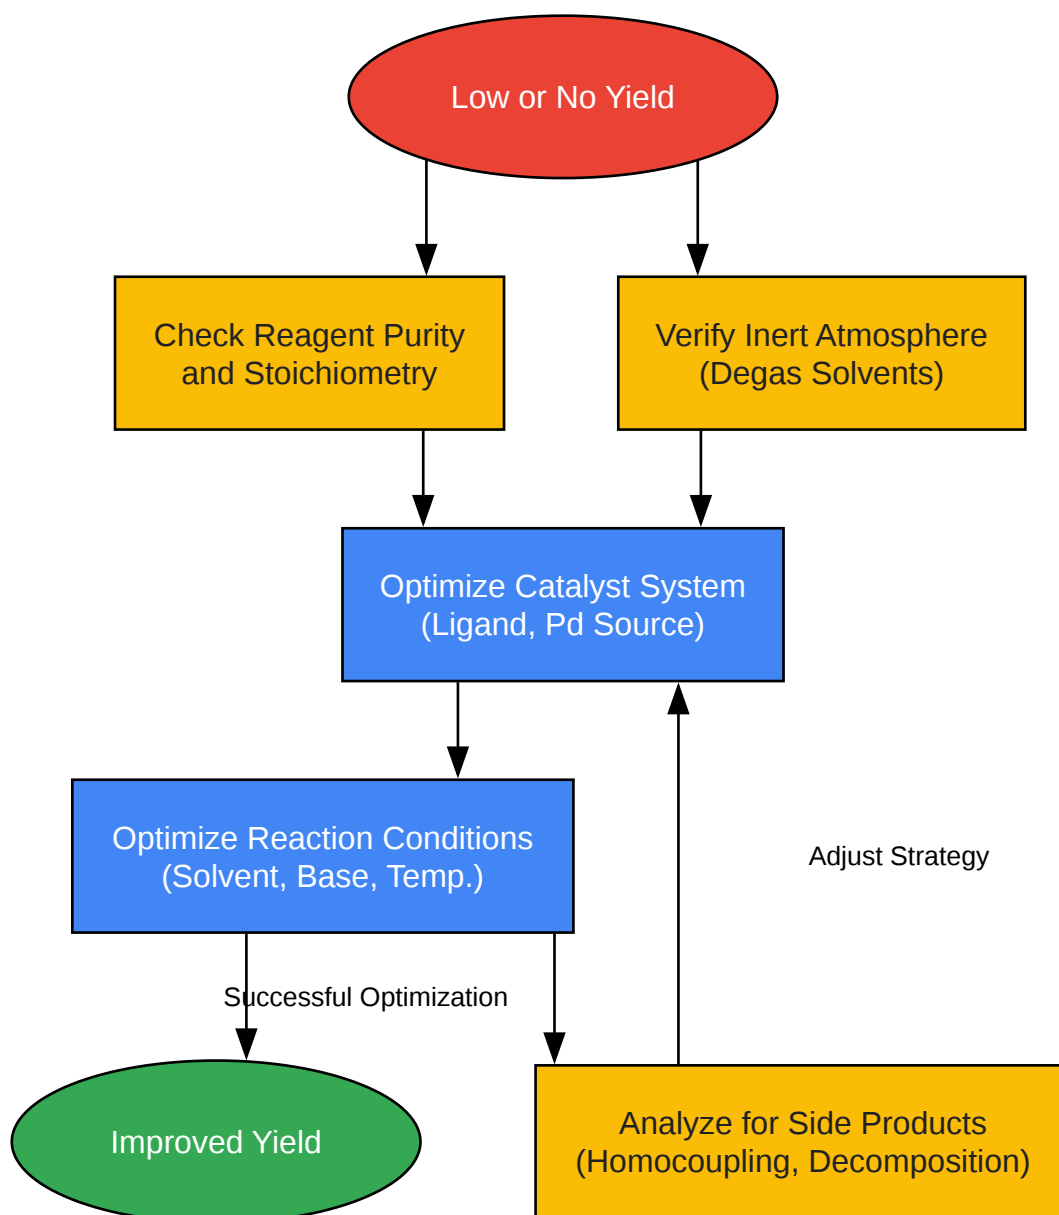 Low or No Yield
Check Reagent Purity
and Stoichiometry
Verify Inert Atmosphere
(Degas Solvents)
Optimize Catalyst System
(Ligand, Pd Source)
Optimize Reaction Conditions
(Solvent, Base, Temp.)
Adjust Strategy
Successful Optimization
Improved Yield
Analyze for Side Products
(Homocoupling, Decomposition)